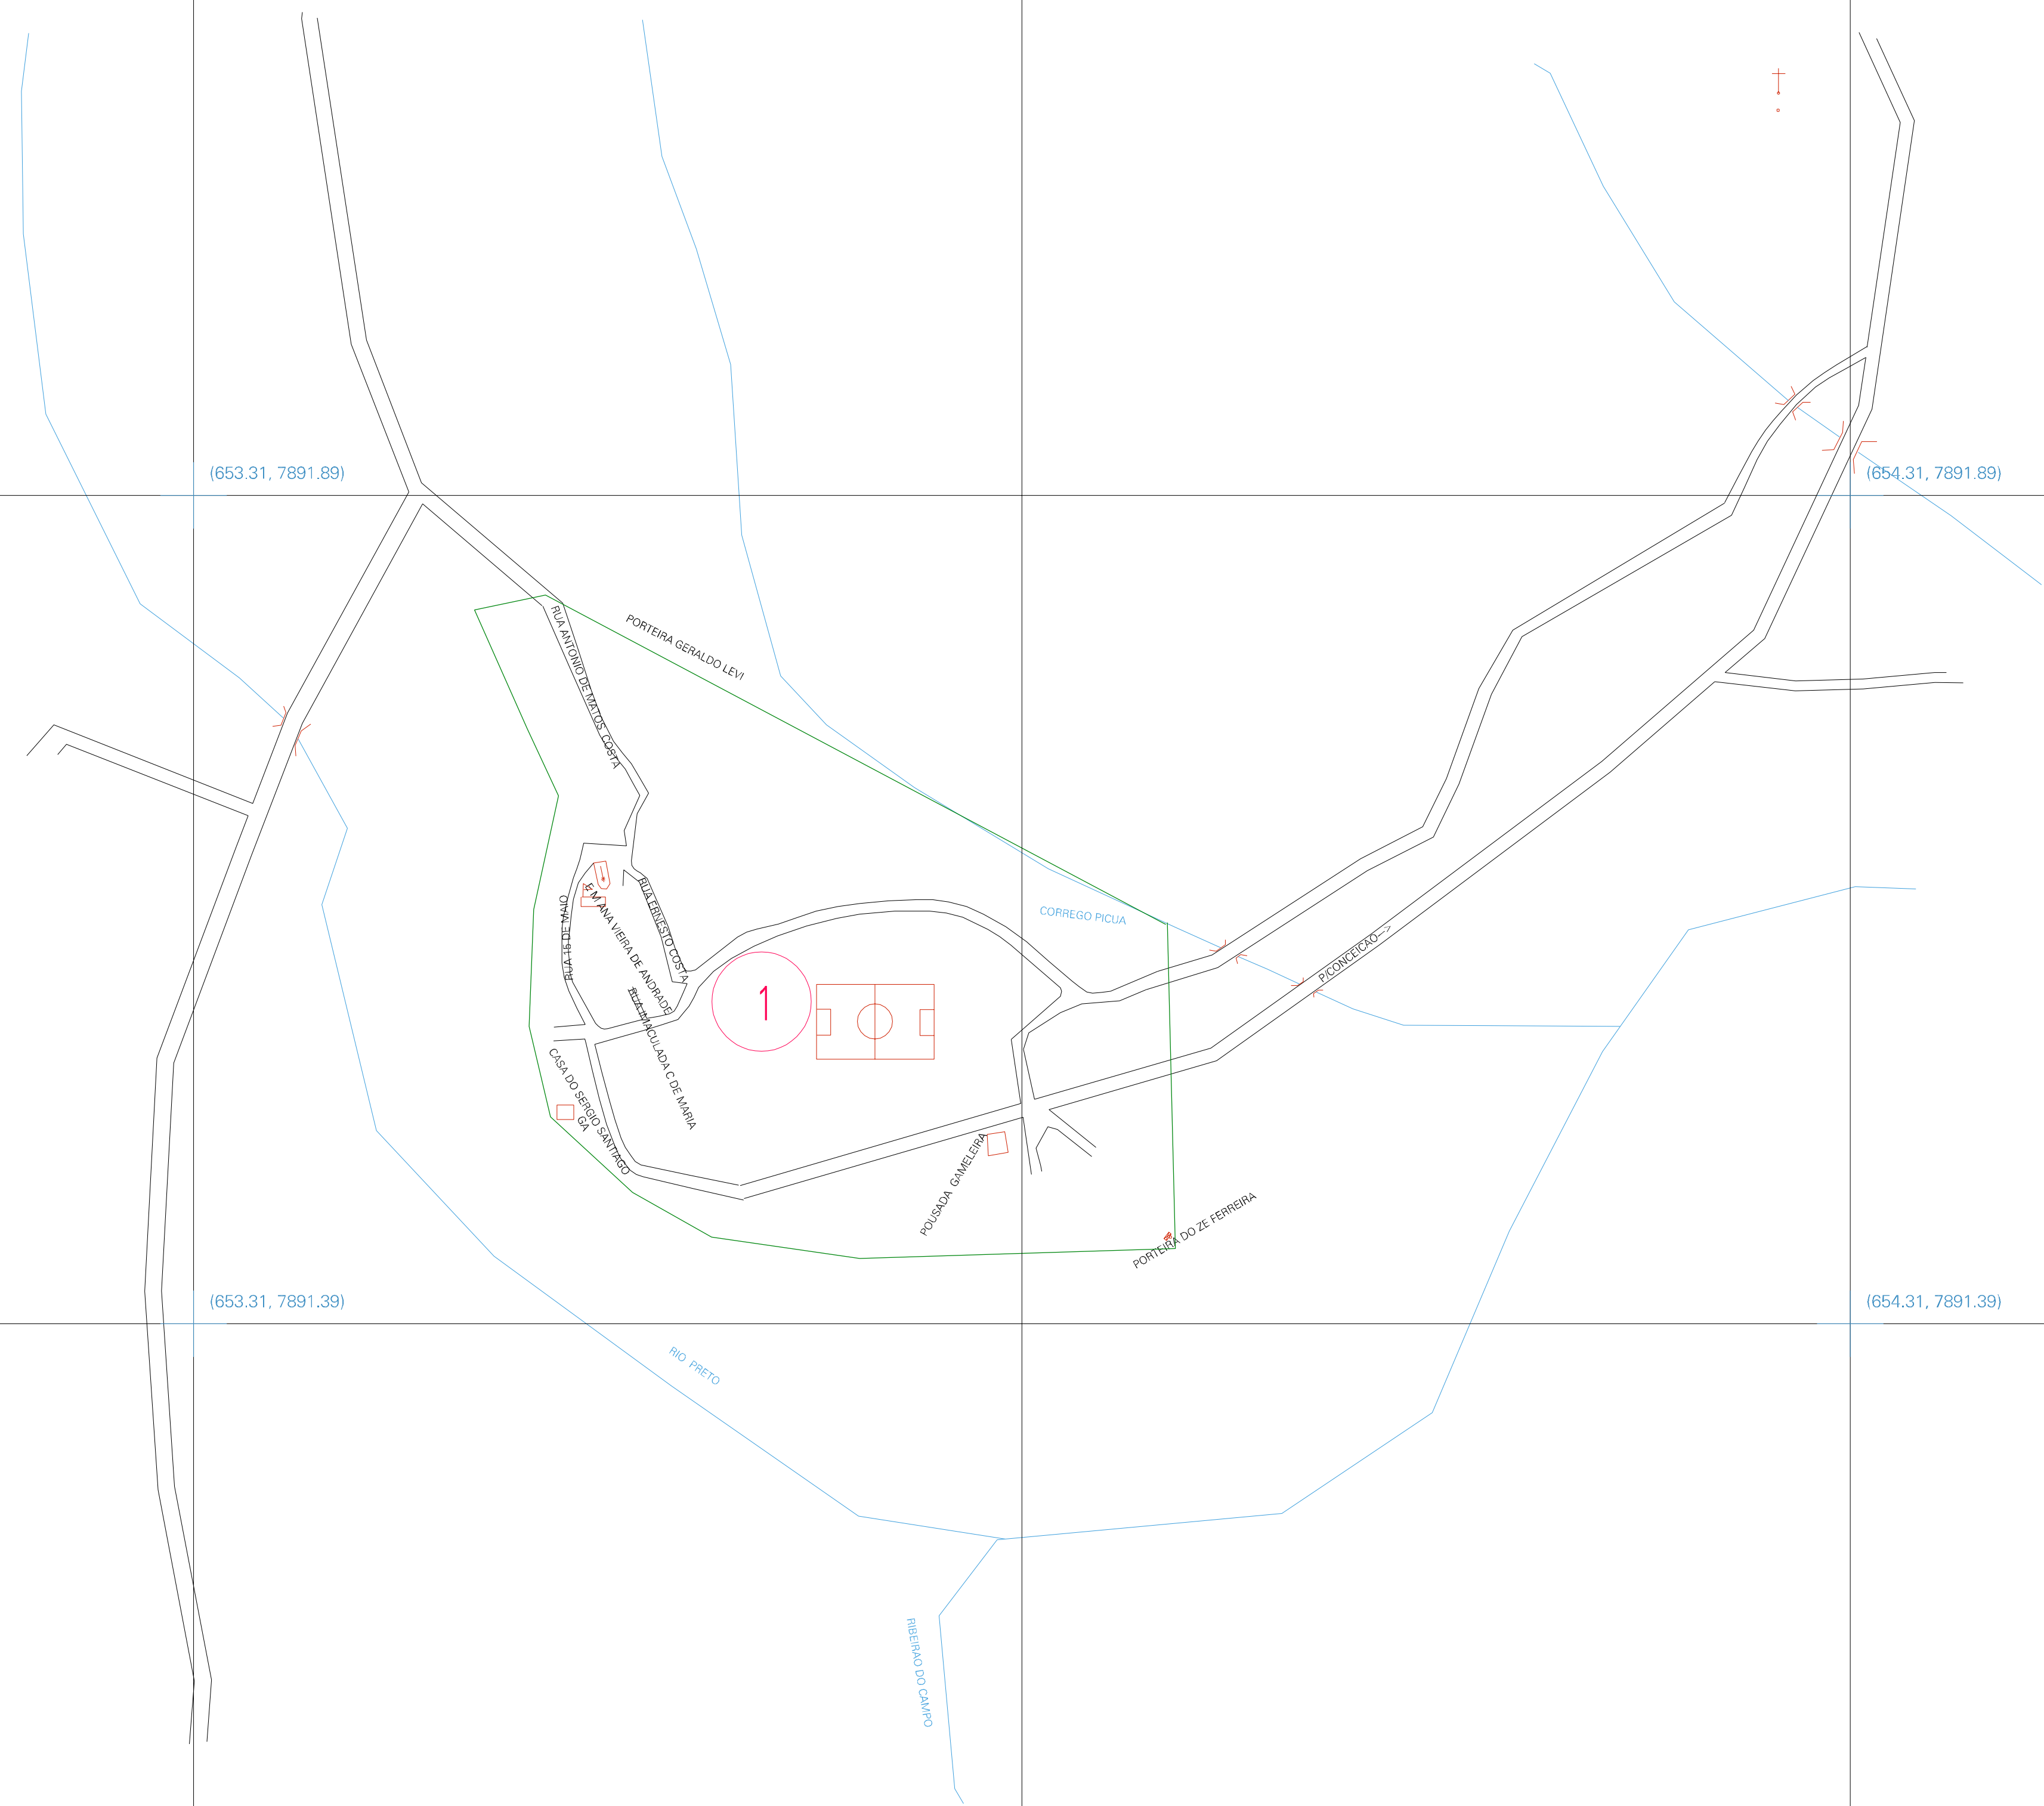 (653.31, 7891.89)
(654.31, 7891.89)
PORTEIRA GERALDO LEVI
RUA ANTONIO DE MATOS COSTA
E M ANA VIEIRA DE ANDRADE
RUA ERNESTO COSTA
RUA 15 DE MAIO
CORREGO PICUA
P/CONCEICAO-->
1
RUA IMACULADA C DE MARIA
CASA DO SERGIO SANTIAGO
GA
POUSADA GAMELEIRA
PORTEIRA DO ZE FERREIRA
(653.31, 7891.39)
(654.31, 7891.39)
RIO PRETO
RIBEIRAO DO CAMPO